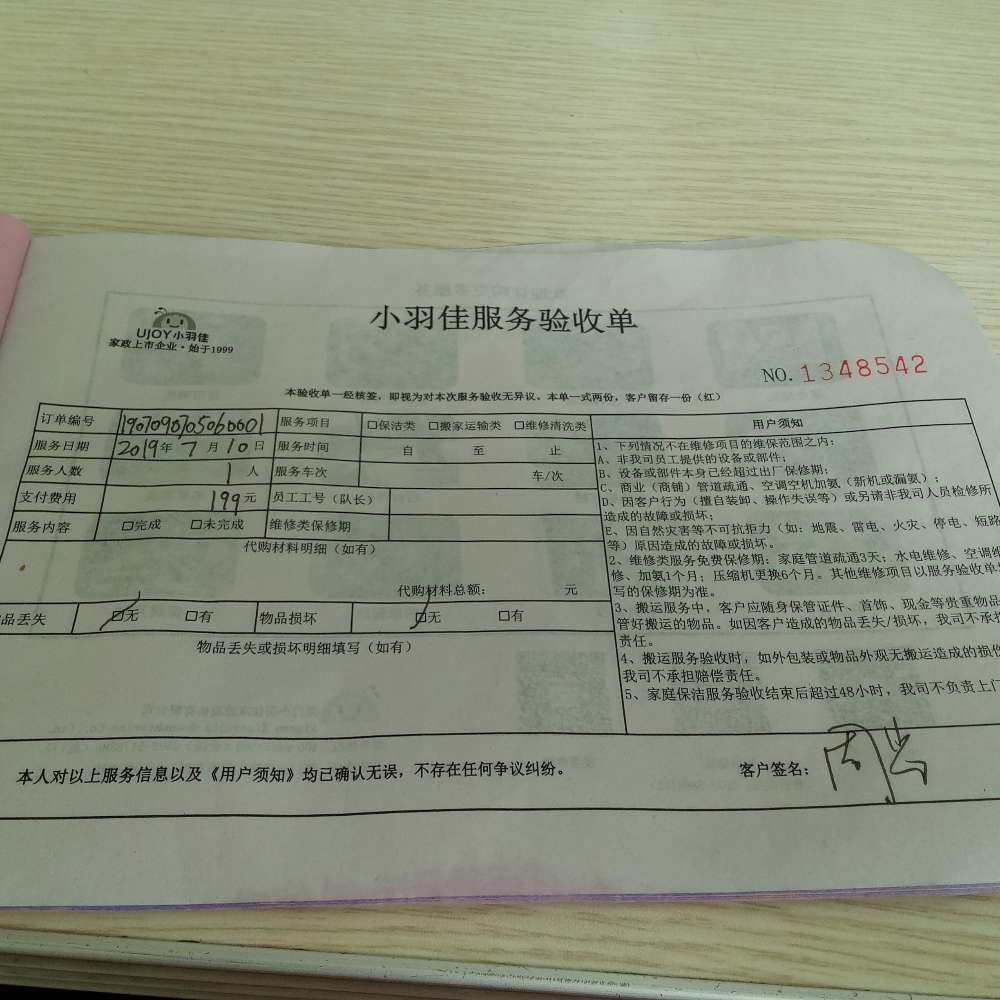 UJOY小羽佳
家政上市企业·始于1999
小羽佳服务验收单
NO. 1348542
本验收单一经核签，即视为对本次服务验收无异议。本单一式两份，客户留存一份（红）
订单编号 1907090705060001 服务项目 □保洁类 □搬家运输类 □维修清洗类
服务日期 2019年 7 月 10 日 服务时间 自 至 止
服务人数 1 人 服务车次 车/次
支付费用 199元 员工工号（队长）
服务内容 □完成 □未完成 维修类保修期
代购材料明细（如有）
代购材料总额： 元
品丢失 □无 □有 物品损坏 □无 □有
物品丢失或损坏明细填写（如有）
用户须知
1、下列情况不在维修项目的维保范围之内：
A、非我司员工提供的设备或部件；
B、设备或部件本身已经超过出厂保修期；
C、商业（商铺）管道疏通、空调空机加氨（新机或漏氨）；
D、因客户行为（擅自装卸、操作失误等）或另请非我司人员检修所
造成的故障或损坏；
E、因自然灾害等不可抗拒力（如：地震、雷电、火灾、停电、短路
等）原因造成的故障或损坏。
2、维修类服务免费保修期：家庭管道疏通3天；水电维修、空调维
修、加氨1个月；压缩机更换6个月。其他维修项目以服务验收单
写的保修期为准。
3、搬运服务中，客户应随身保管证件、首饰、现金等贵重物品
管好搬运的物品。如因客户造成的物品丢失/损坏，我司不承担
责任。
4、搬运服务验收时，如外包装或物品外观无搬运造成的损伤
我司不承担赔偿责任。
5、家庭保洁服务验收结束后超过48小时，我司不负责上门
本人对以上服务信息以及《用户须知》均已确认无误，不存在任何争议纠纷。
客户签名：